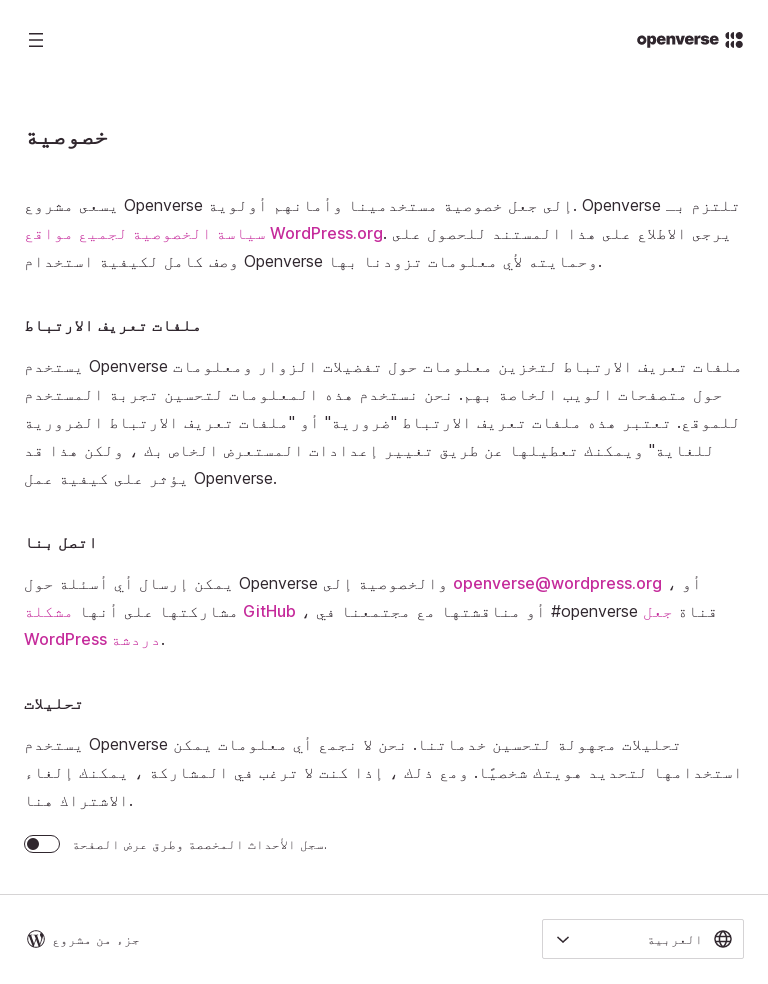 openverse
خصوصية
يسعى مشروع Openverse إلى جعل خصوصية مستخدمينا وأمانهم أولوية. Openverse تلتزم بـ
سياسة الخصوصية لجميع مواقع WordPress.org. يرجى الاطلاع على هذا المستند للحصول على
وصف كامل لكيفية استخدام Openverse وحمايته لأي معلومات تزودنا بها.
ملفات تعريف الارتباط
يستخدم Openverse ملفات تعريف الارتباط لتخزين معلومات حول تفضيلات الزوار ومعلومات
حول متصفحات الويب الخاصة بهم. نحن نستخدم هذه المعلومات لتحسين تجربة المستخدم
للموقع. تعتبر هذه ملفات تعريف الارتباط "ضرورية" أو "ملفات تعريف الارتباط الضرورية
للغاية" ويمكنك تعطيلها عن طريق تغيير إعدادات المستعرض الخاص بك ، ولكن هذا قد
يؤثر على كيفية عمل Openverse.
اتصل بنا
يمكن إرسال أي أسئلة حول Openverse والخصوصية إلى openverse@wordpress.org ، أو
مشاركتها على أنها مشكلة GitHub ، أو مناقشتها مع مجتمعنا في #openverse قناة جعل
WordPress دردشة.
تحليلات
يستخدم Openverse تحليلات مجهولة لتحسين خدماتنا. نحن لا نجمع أي معلومات يمكن
استخدامها لتحديد هويتك شخصيًا. ومع ذلك ، إذا كنت لا ترغب في المشاركة ، يمكنك إلغاء
الاشتراك هنا.
سجل الأحداث المخصصة وطرق عرض الصفحة.
جزء من مشروع
العربية